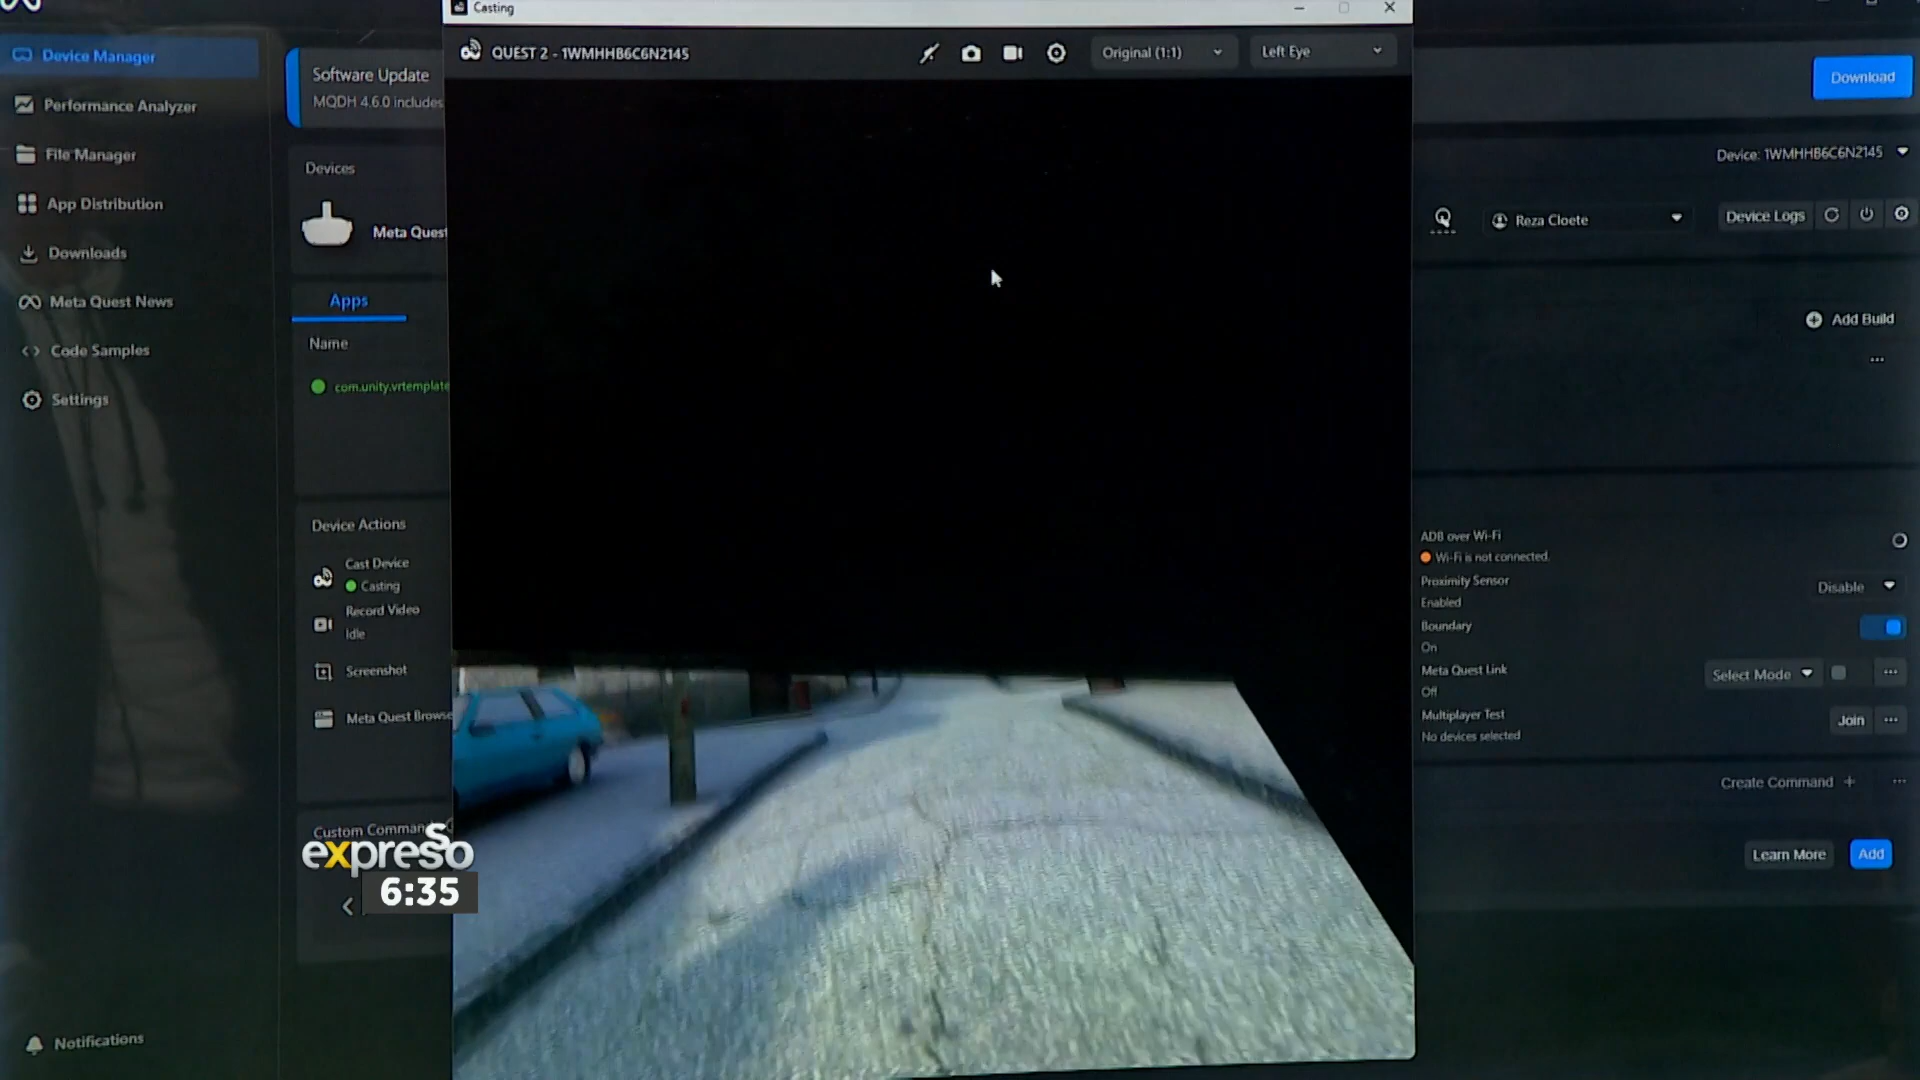 Casting
QUEST 2 - 1WMHHB6C6N2145
Original (1:1)
Left Eye
Device Manager
Performance Analyzer
File Manager
App Distribution
Downloads
Meta Quest News
Code Samples
Settings
Notifications
Software Update
MQDH 4.6.0 includes
Download
Devices
Meta Quest
Device: 1WMHHB6C6N2145
Reza Cloete
Device Logs
Apps
Add Build
Name
com.unity.vrtemplate
Device Actions
Cast Device
Casting
Record Video
Idle
Screenshot
Meta Quest Browse
ADB over Wi-Fi
Wi-Fi is not connected.
Proximity Sensor
Enabled
Disable
Boundary
On
Meta Quest Link
Off
Select Mode
Multiplayer Test
No devices selected
Join
Custom Comman
Create Command +
Learn More
Add
expresso
6:35